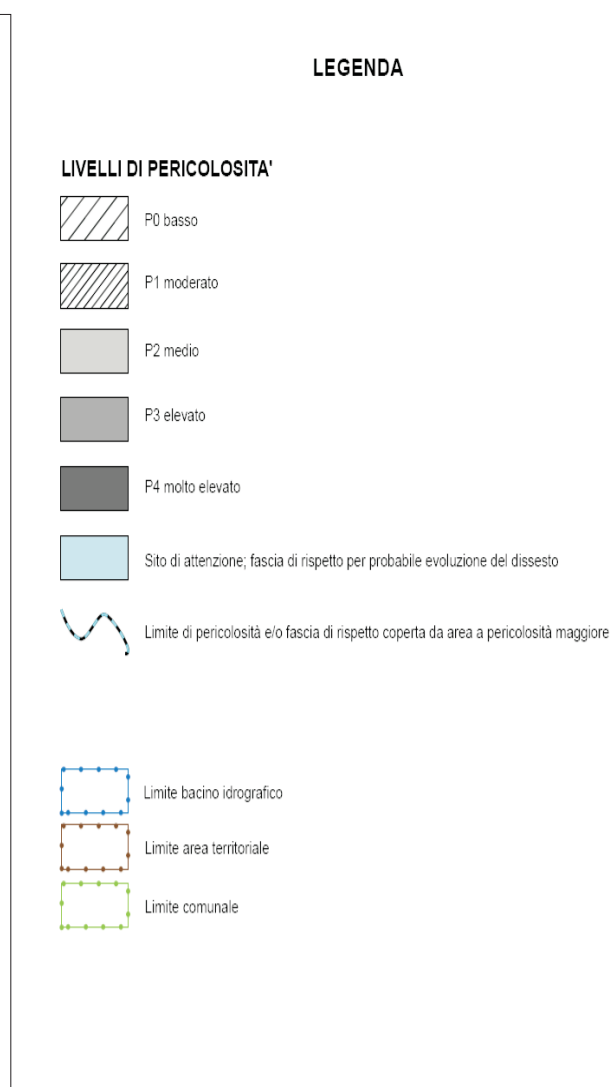 LEGENDA
LIVELLI DI PERICOLOSITA'
P0 basso
P1 moderato
P2 medio
P3 elevato
P4 molto elevato
Sito di attenzione; fascia di rispetto per probabile evoluzione del dissesto
Limite di pericolosità e/o fascia di rispetto coperta da area a pericolosità maggiore
Limite bacino idrografico
Limite area territoriale
Limite comunale